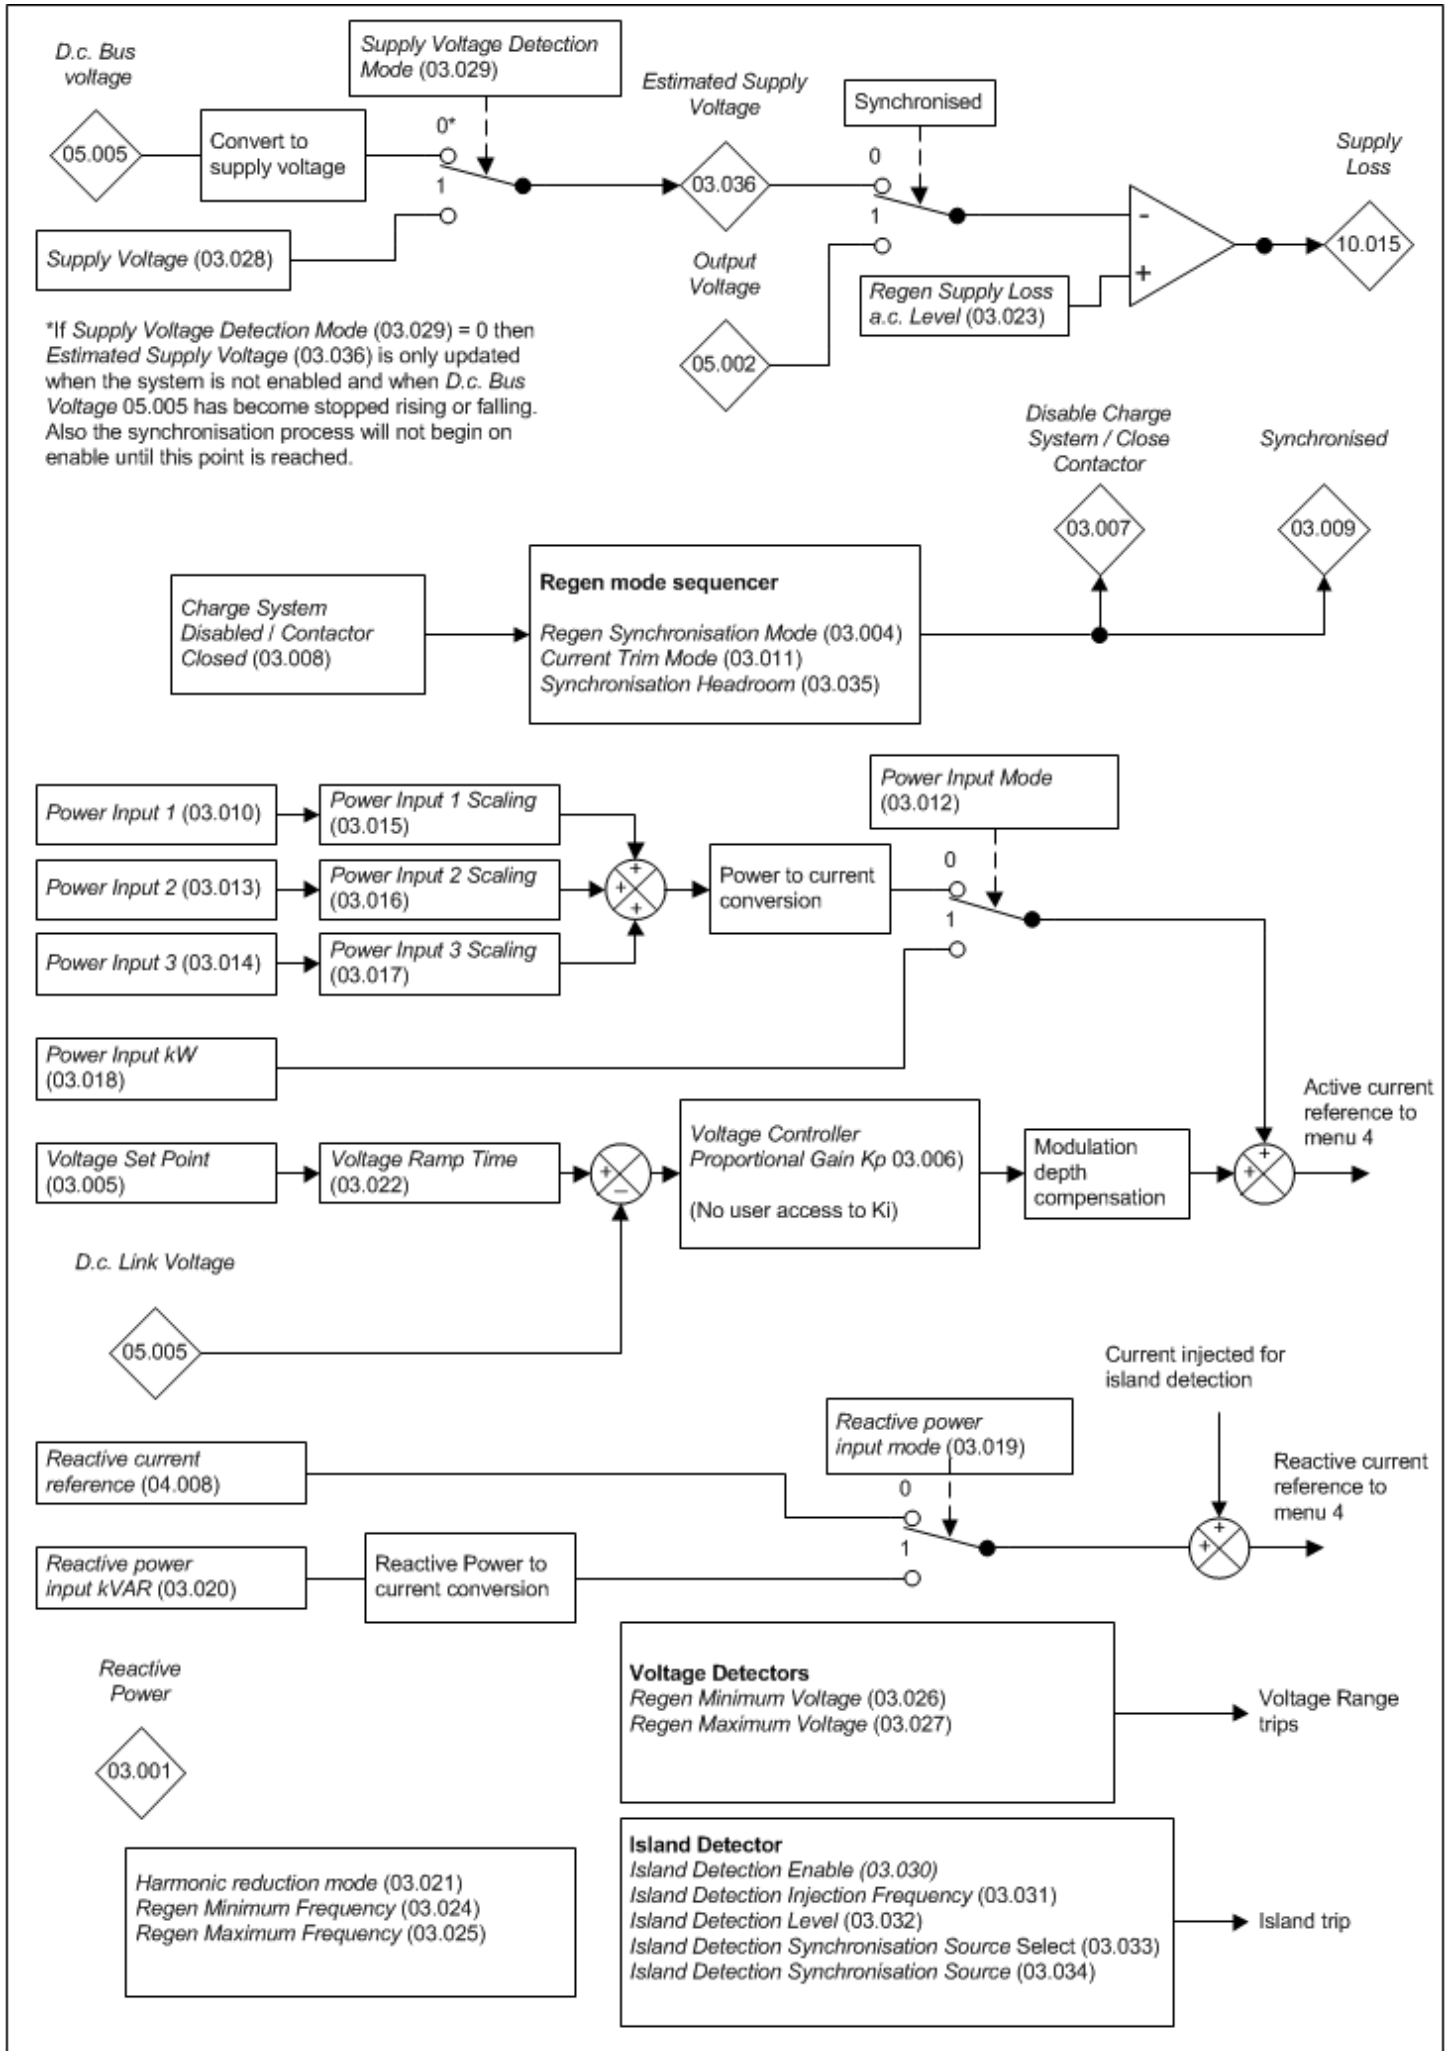 D.c. Bus
voltage
Supply Voltage Detection
Mode (03.029)
Estimated Supply
Voltage
Synchronised
Supply
Loss
05.005
Convert to
supply voltage
0*
1
03.036
0
1
-
+
10.015
Supply Voltage (03.028)
Output
Voltage
Regen Supply Loss
a.c. Level (03.023)
05.002
*If Supply Voltage Detection Mode (03.029) = 0 then
Estimated Supply Voltage (03.036) is only updated
when the system is not enabled and when D.c. Bus
Voltage 05.005 has become stopped rising or falling.
Also the synchronisation process will not begin on
enable until this point is reached.
Disable Charge
System / Close
Contactor
Synchronised
03.007
03.009
Charge System
Disabled / Contactor
Closed (03.008)
Regen mode sequencer
Regen Synchronisation Mode (03.004)
Current Trim Mode (03.011)
Synchronisation Headroom (03.035)
Power Input 1 (03.010)
Power Input 1 Scaling
(03.015)
Power Input Mode
(03.012)
Power Input 2 (03.013)
Power Input 2 Scaling
(03.016)
+
+
+
Power to current
conversion
0
1
Power Input 3 (03.014)
Power Input 3 Scaling
(03.017)
Power Input kW
(03.018)
Active current
reference to
menu 4
Voltage Set Point
(03.005)
Voltage Ramp Time
(03.022)
+
–
Voltage Controller
Proportional Gain Kp 03.006)
(No user access to Ki)
Modulation
depth
compensation
+
+
D.c. Link Voltage
05.005
Current injected for
island detection
Reactive power
input mode (03.019)
Reactive current
reference (04.008)
0
1
+
+
Reactive current
reference to
menu 4
Reactive power
input kVAR (03.020)
Reactive Power to
current conversion
Reactive
Power
03.001
Voltage Detectors
Regen Minimum Voltage (03.026)
Regen Maximum Voltage (03.027)
Voltage Range
trips
Harmonic reduction mode (03.021)
Regen Minimum Frequency (03.024)
Regen Maximum Frequency (03.025)
Island Detector
Island Detection Enable (03.030)
Island Detection Injection Frequency (03.031)
Island Detection Level (03.032)
Island Detection Synchronisation Source Select (03.033)
Island Detection Synchronisation Source (03.034)
Island trip